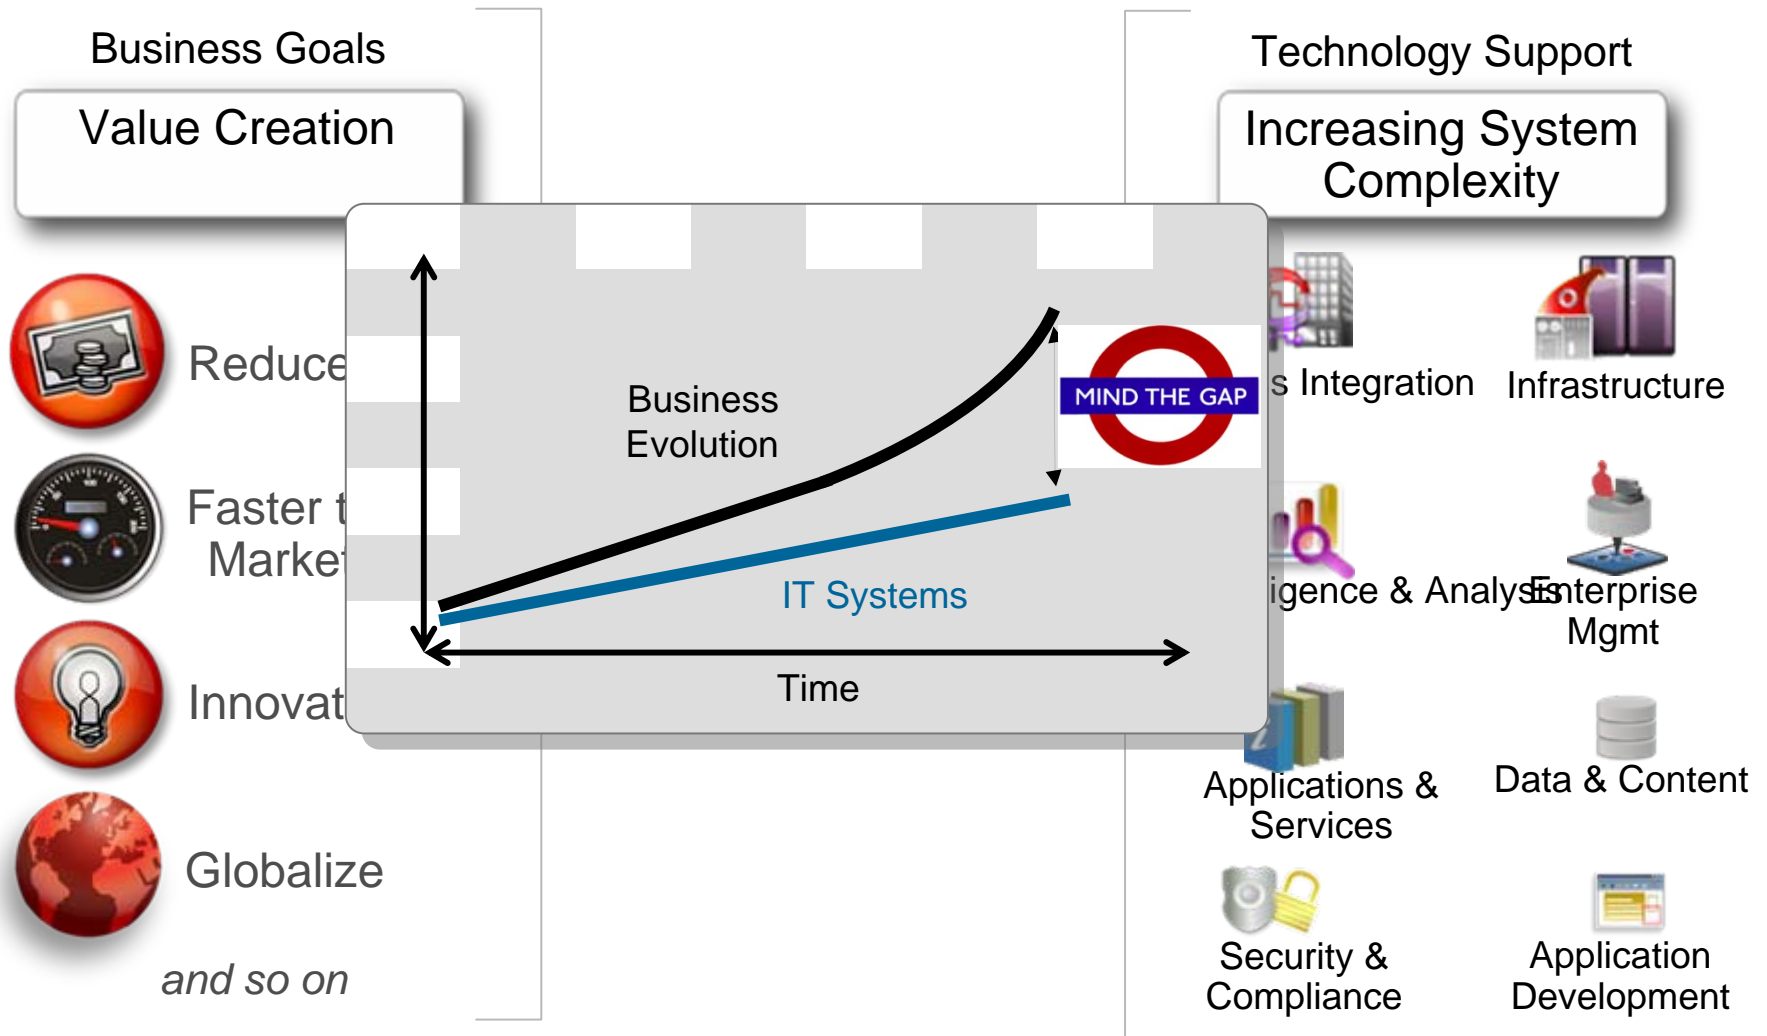 Business Goals
Value Creation
Reduce
Faster t
Market
Innovat
Globalize
and so on
Business
Evolution
IT Systems
Time
MIND THE GAP
Technology Support
Increasing System
Complexity
s Integration
Infrastructure
igence & Analysis
Enterprise
Mgmt
Applications &
Services
Data & Content
Security &
Compliance
Application
Development